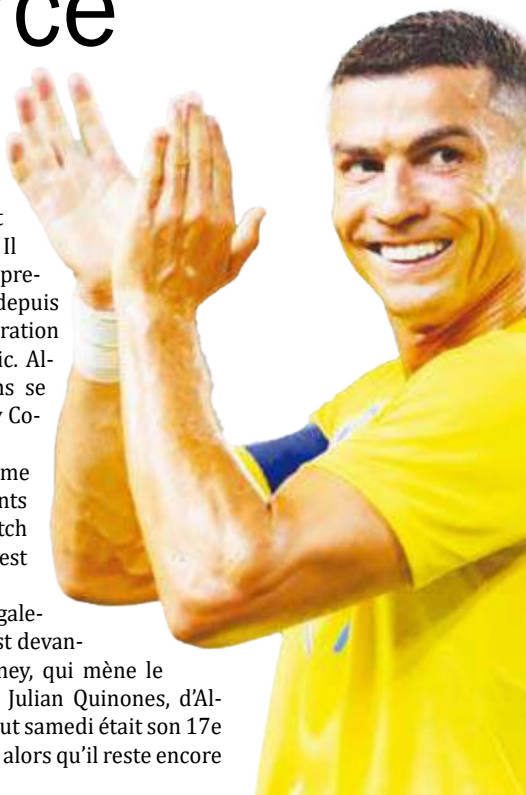 rce
t
Il
pre-
depuis
ration
ic. Al-
ns se
y Co-
me
nts
tch
est
gale-
st devan-
ney, qui mène le
Julian Quinones, d'Al-
ut samedi était son 17e
alors qu'il reste encore